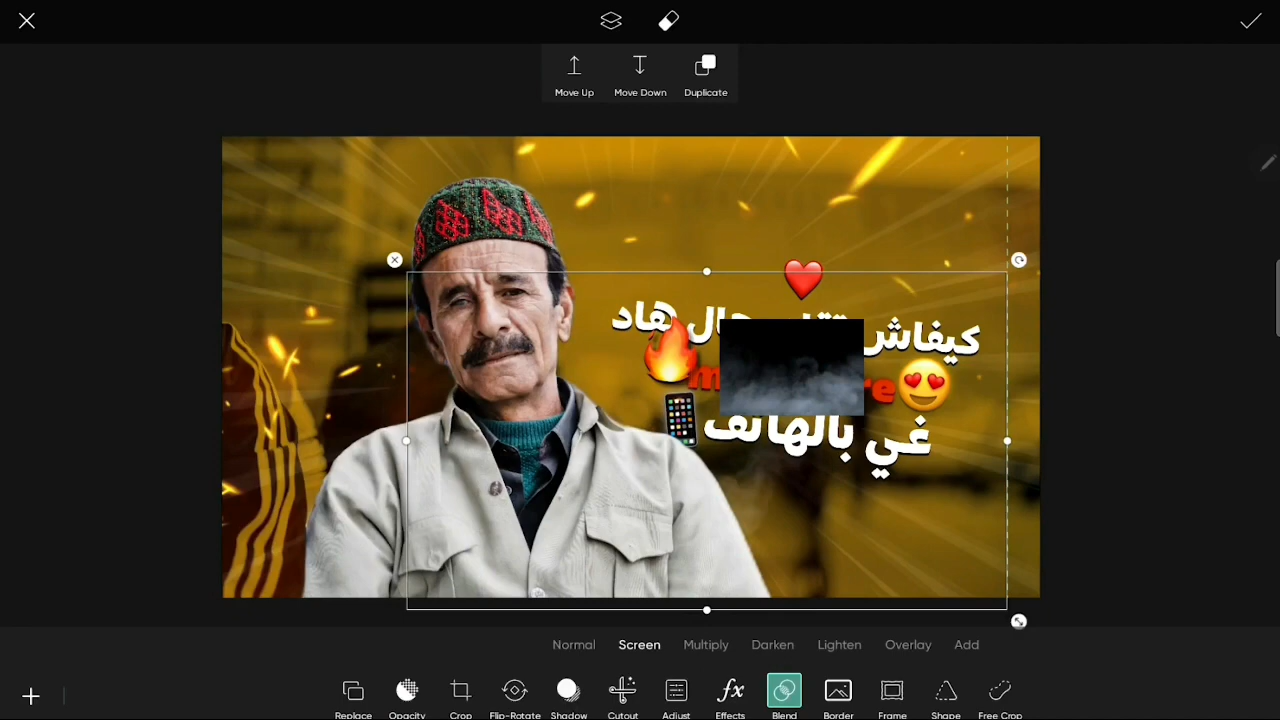 Move Up
Move Down
Duplicate
كيفاش
هاد
غي بالهاتف
Normal
Screen
Multiply
Darken
Lighten
Overlay
Add
Replace
Opacity
Crop
Flip-Rotate
Shadow
Cutout
Adjust
Effects
Blend
Border
Frame
Shape
Free Crop